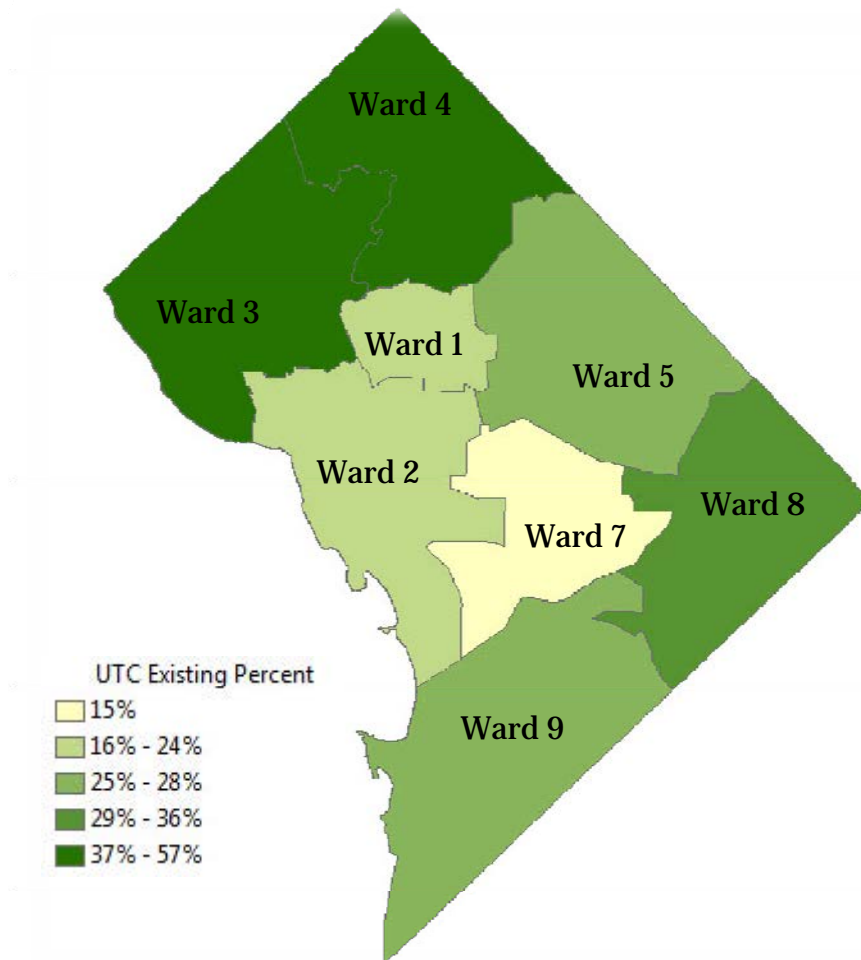 Ward 4
Ward 3
Ward 1
Ward 5
Ward 2
Ward 8
Ward 7
UTC Existing Percent
15%
16% - 24%
25% - 28%
29% - 36%
37% - 57%
Ward 9